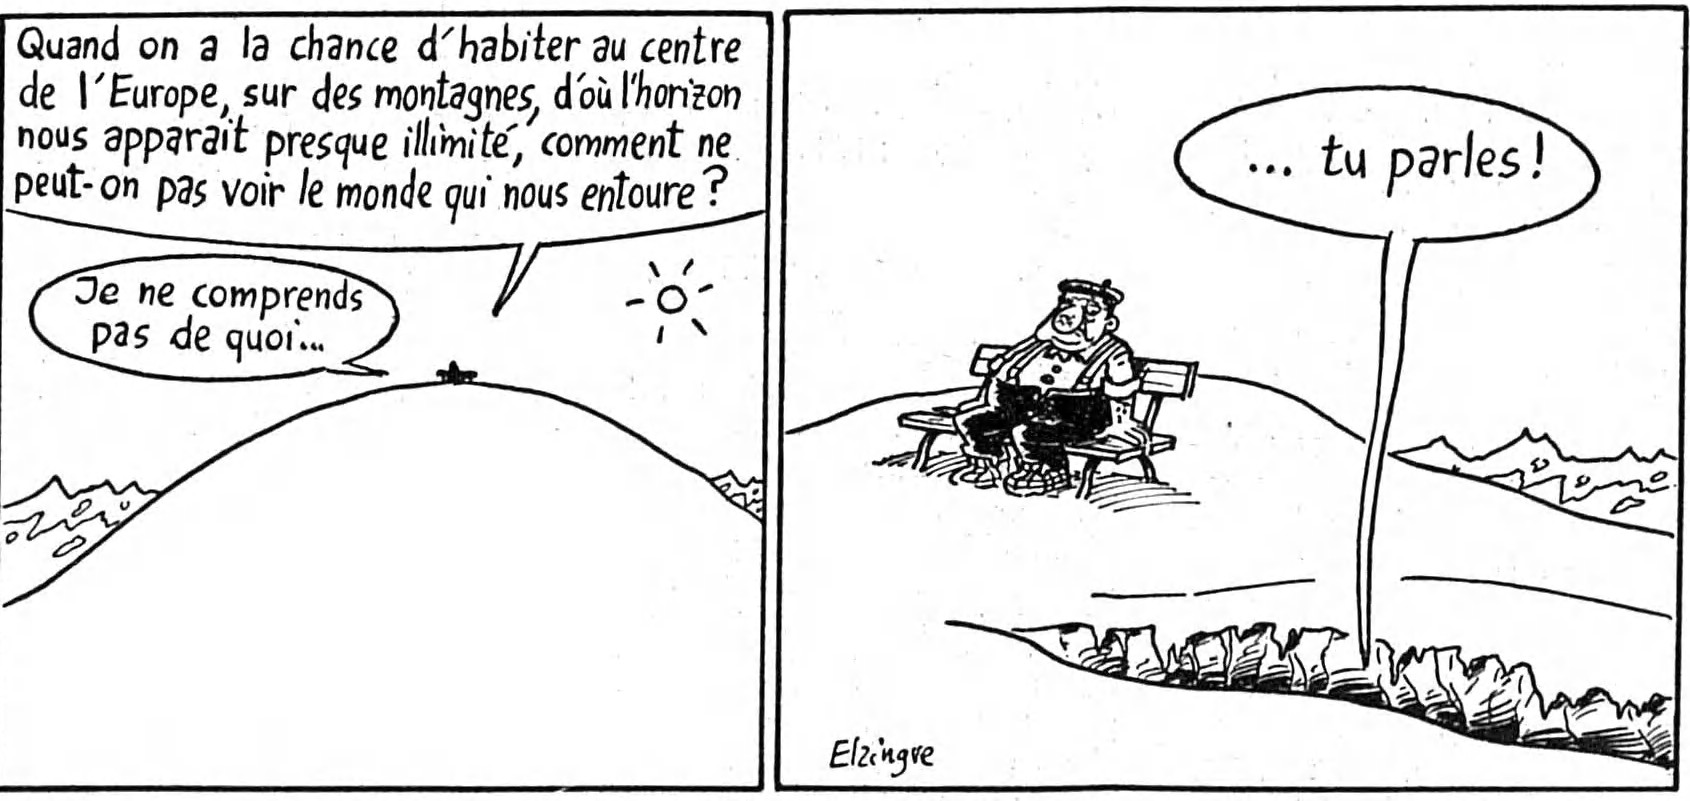 Quand on a la chance d'habiter au centre
de l'Europe, sur des montagnes, d'où l'horizon
nous apparait presque illimité, comment ne
peut-on pas voir le monde qui nous entoure ?
Je ne comprends
pas de quoi...
... tu parles !
Elzingre